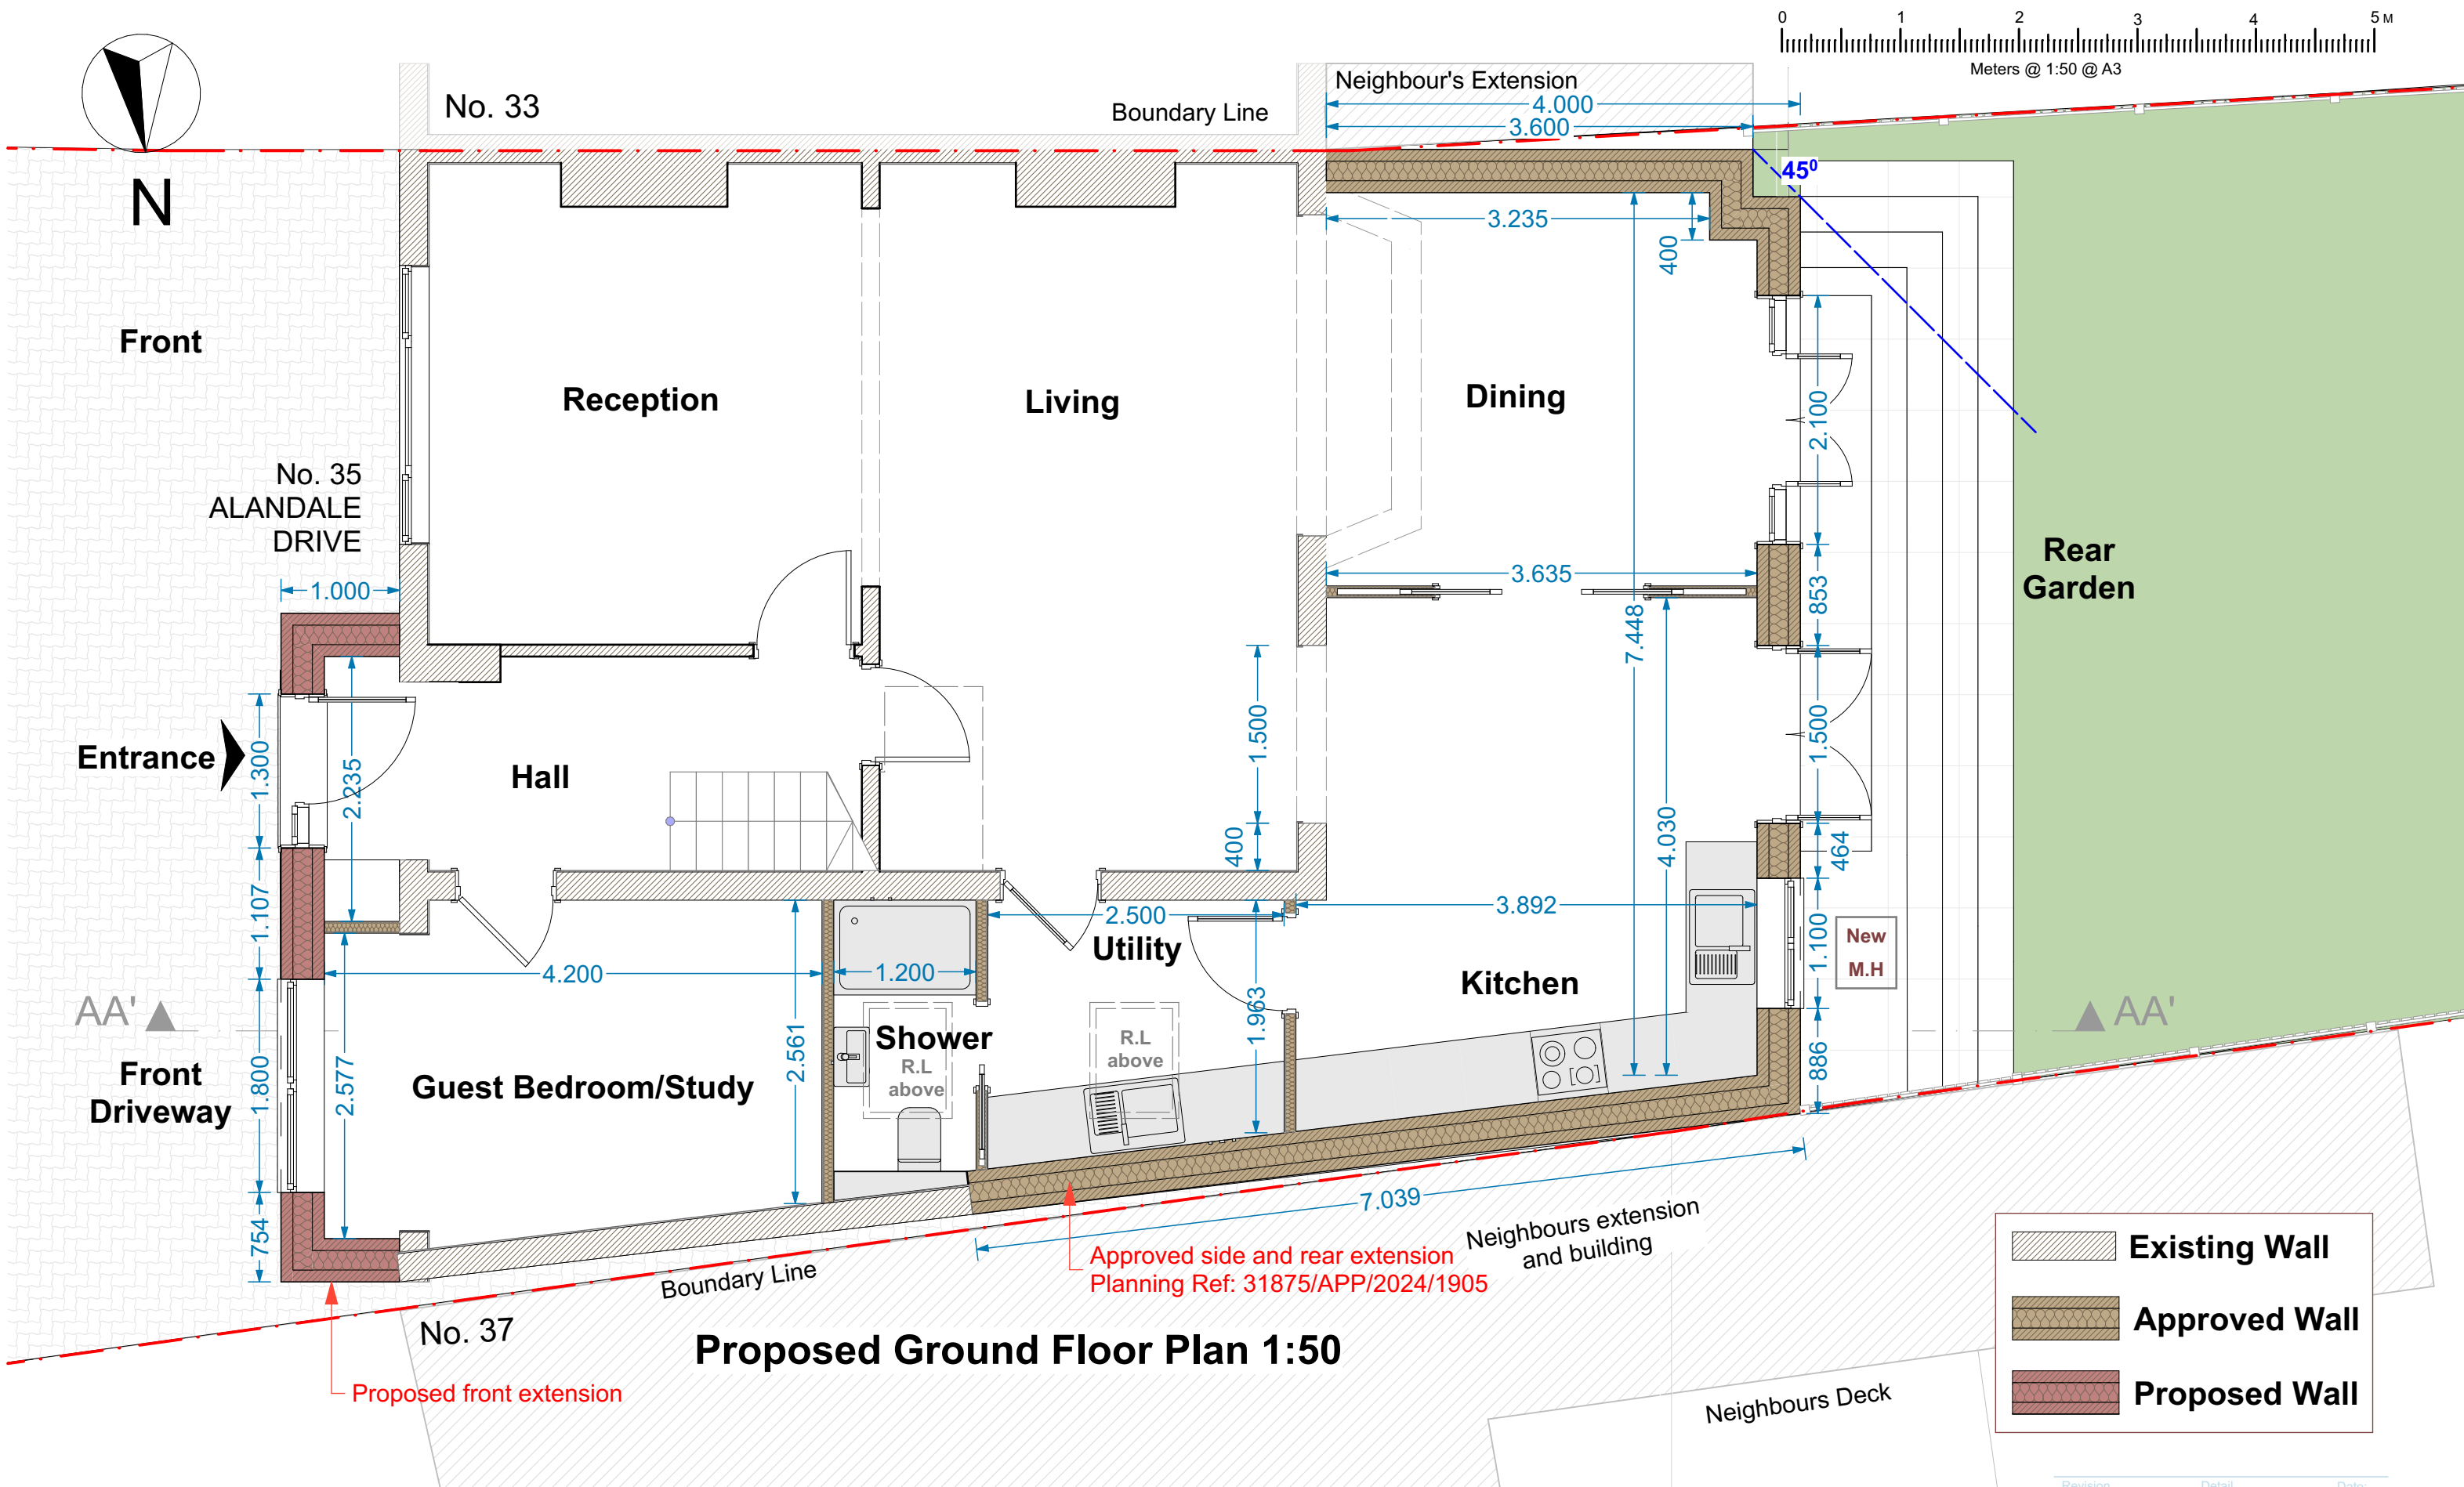 0 1 2 3 4 5 M
Meters @ 1:50 @ A3
Neighbour's Extension
No. 33
Boundary Line
4.000
3.600
45⁰
N
3.235
400
Front
Reception
Living
Dining
2.100
No. 35
ALANDALE
DRIVE
Rear
Garden
1.000
3.635
853
7.448
Entrance
1.300
2.235
Hall
1.500
1.500
4.030
400
464
1.107
2.500
3.892
Utility
1.100
New
M.H
4.200
1.200
Kitchen
AA'
AA'
Shower
R.L
above
R.L
above
1.963
2.561
Front
Driveway
1.800
2.577
Guest Bedroom/Study
886
754
7.039
Neighbours extension
and building
Approved side and rear extension
Planning Ref: 31875/APP/2024/1905
Boundary Line
No. 37
Proposed Ground Floor Plan 1:50
Proposed front extension
Existing Wall
Approved Wall
Proposed Wall
Neighbours Deck
Revision Detail Date: